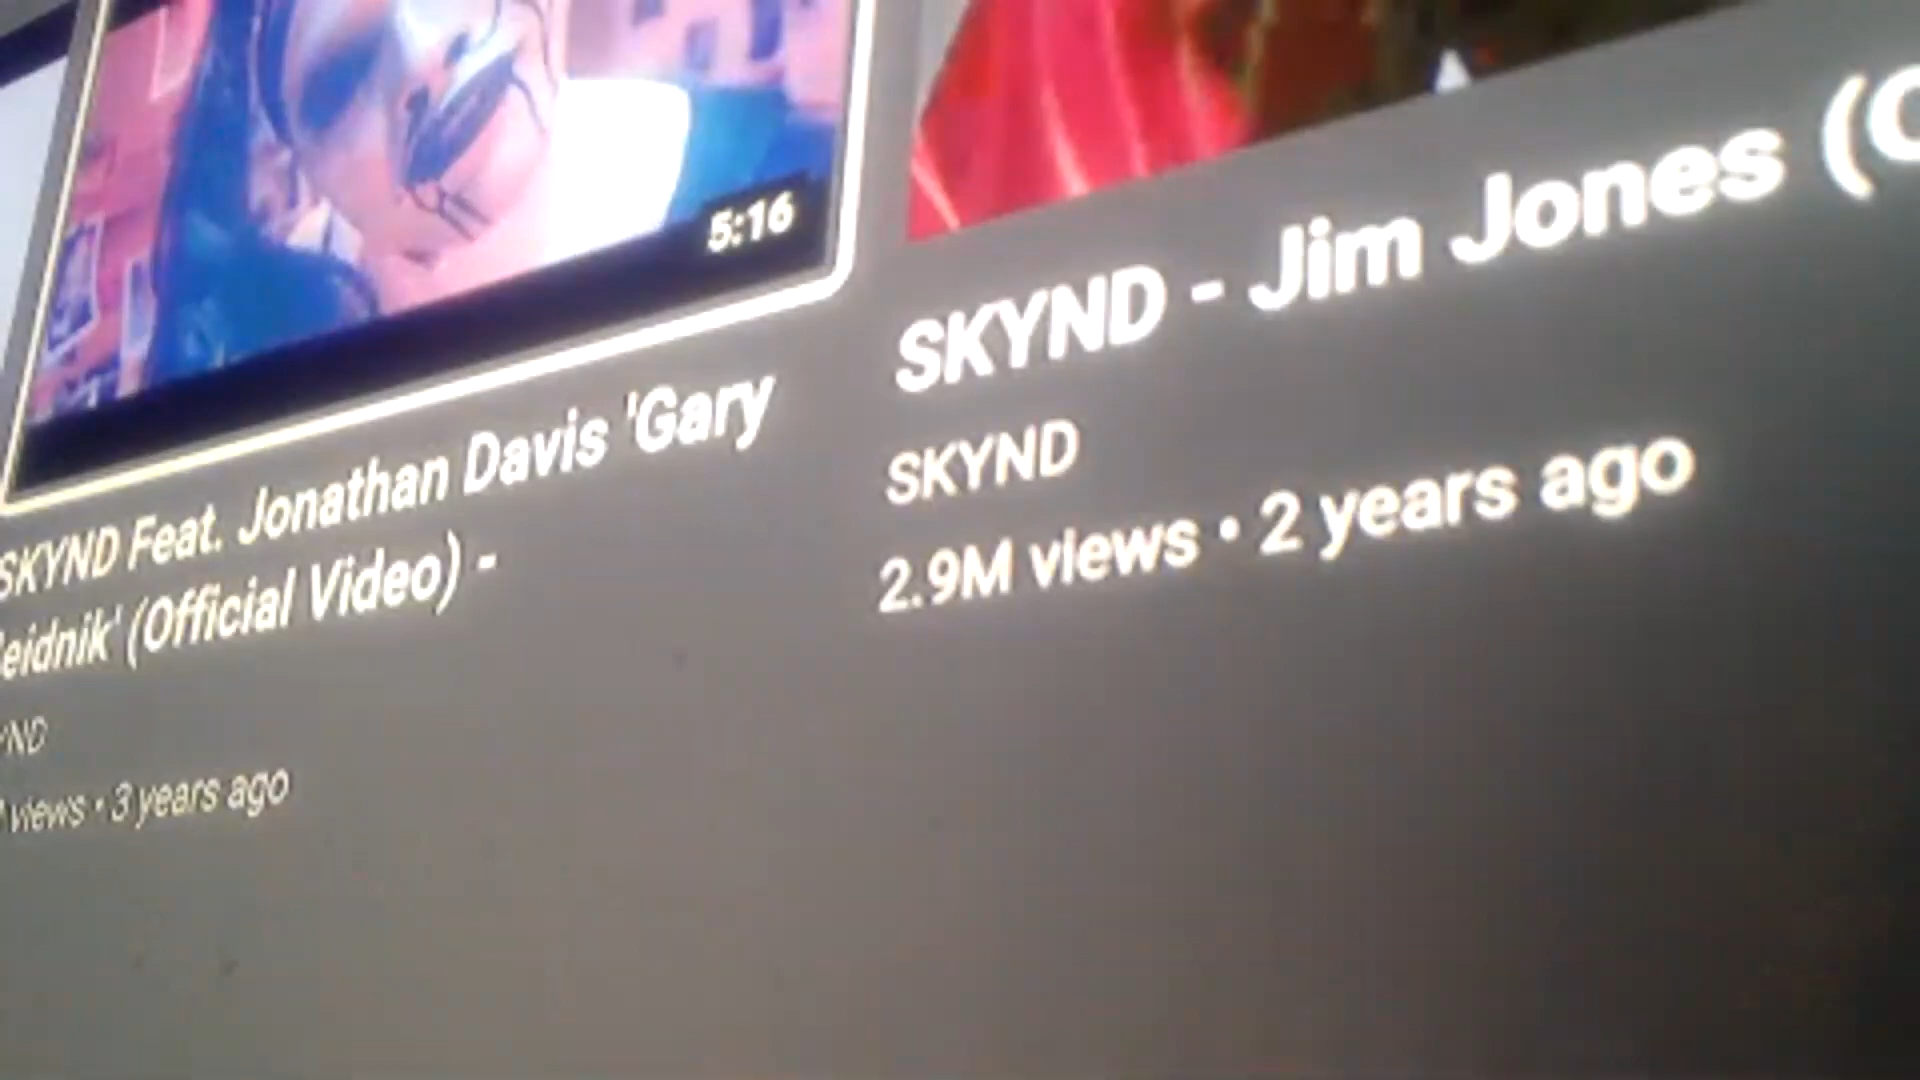 5:16
SKYND Feat. Jonathan Davis 'Gary
eidnik' (Official Video) -
YND
views • 3 years ago
SKYND - Jim Jones (
SKYND
2.9M views • 2 years ago